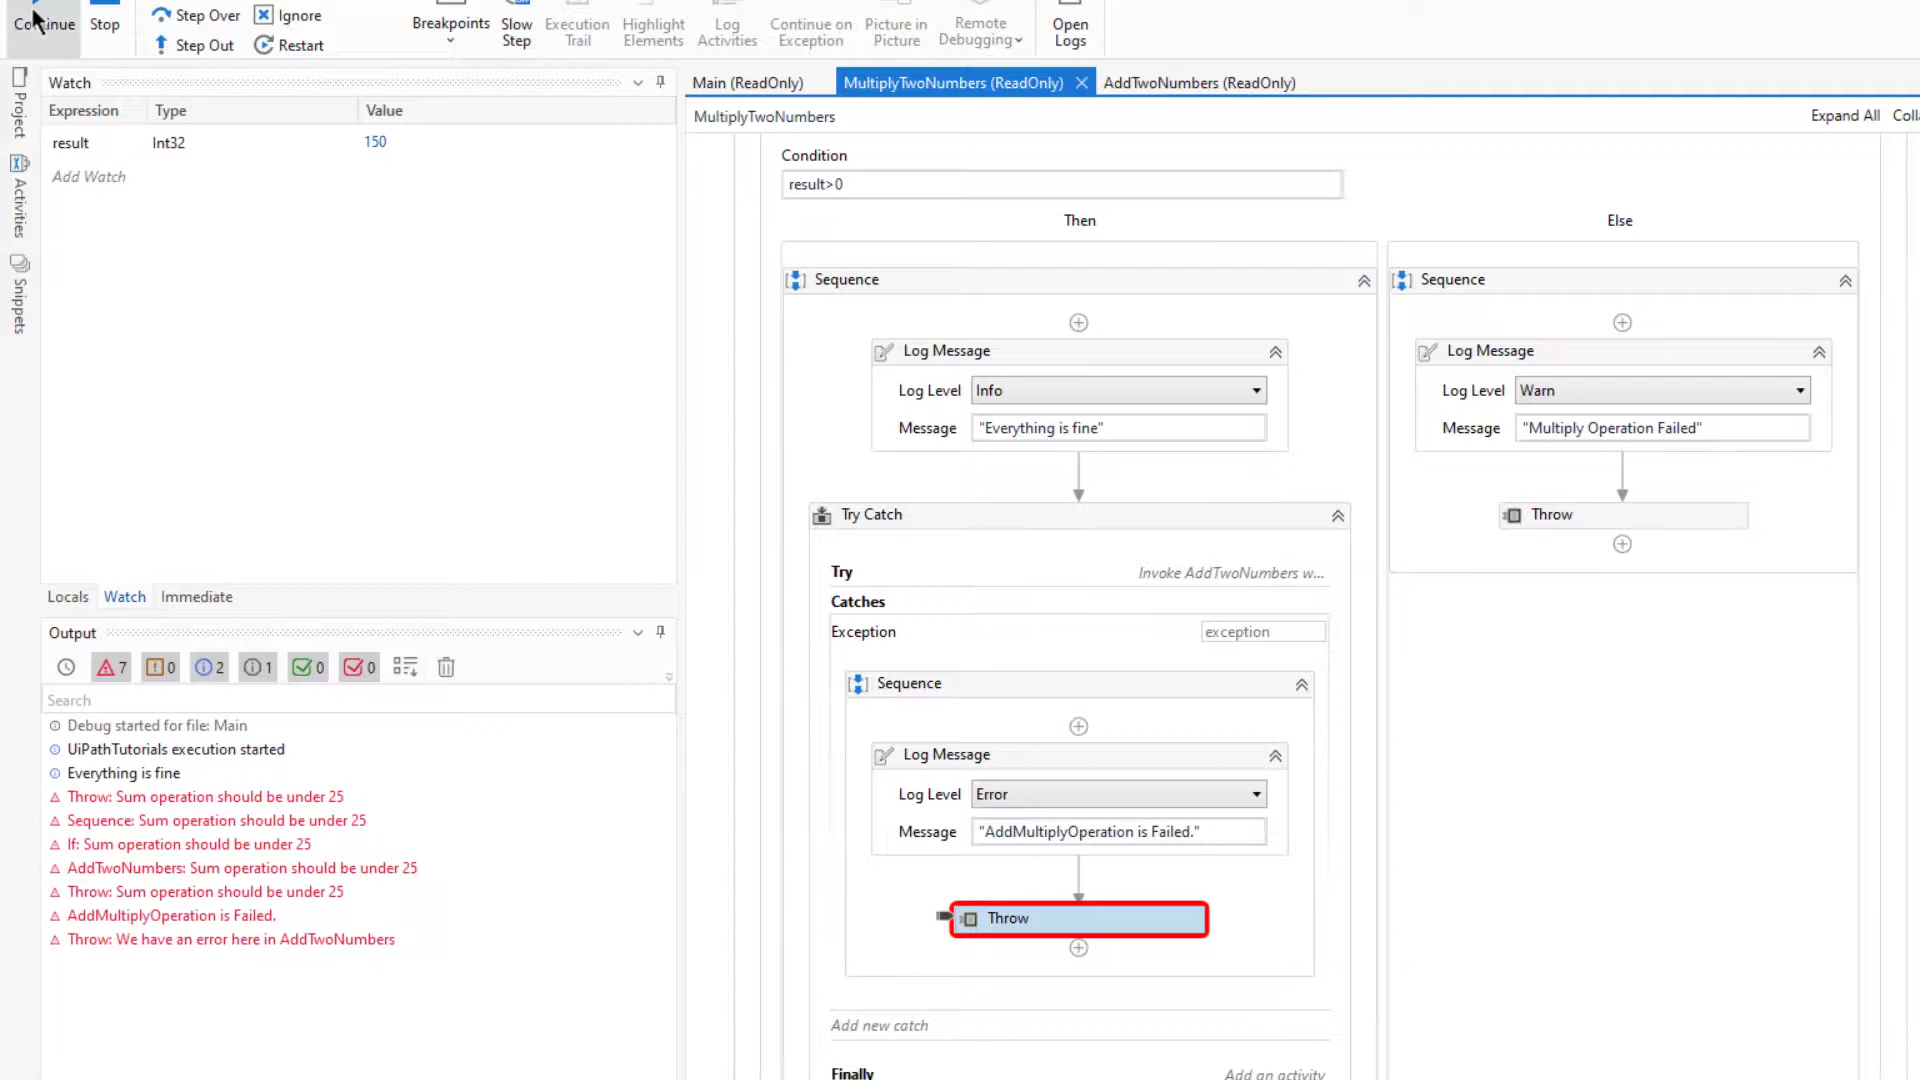 Continue
Stop
Step Over
Ignore
Step Out
Restart
Breakpoints
Slow
Step
Execution
Trail
Highlight
Elements
Log
Activities
Continue on
Exception
Picture in
Picture
Remote
Debugging
Open
Logs
Project
Activities
Snippets
Watch
Expression Type Value
result Int32 150
Add Watch
Locals Watch Immediate
Output
7 0 2 1 0 0
Search
Debug started for file: Main
UiPathTutorials execution started
Everything is fine
Throw: Sum operation should be under 25
Sequence: Sum operation should be under 25
If: Sum operation should be under 25
AddTwoNumbers: Sum operation should be under 25
Throw: Sum operation should be under 25
AddMultiplyOperation is Failed.
Throw: We have an error here in AddTwoNumbers
Main (ReadOnly) MultiplyTwoNumbers (ReadOnly) AddTwoNumbers (ReadOnly)
MultiplyTwoNumbers Expand All Colla
Condition
result>0
Then Else
Sequence
Log Message
Log Level Info
Message "Everything is fine"
Try Catch
Try Invoke AddTwoNumbers w...
Catches
Exception exception
Sequence
Log Message
Log Level Error
Message "AddMultiplyOperation is Failed."
Throw
Add new catch
Finally Add an activity
Sequence
Log Message
Log Level Warn
Message "Multiply Operation Failed"
Throw